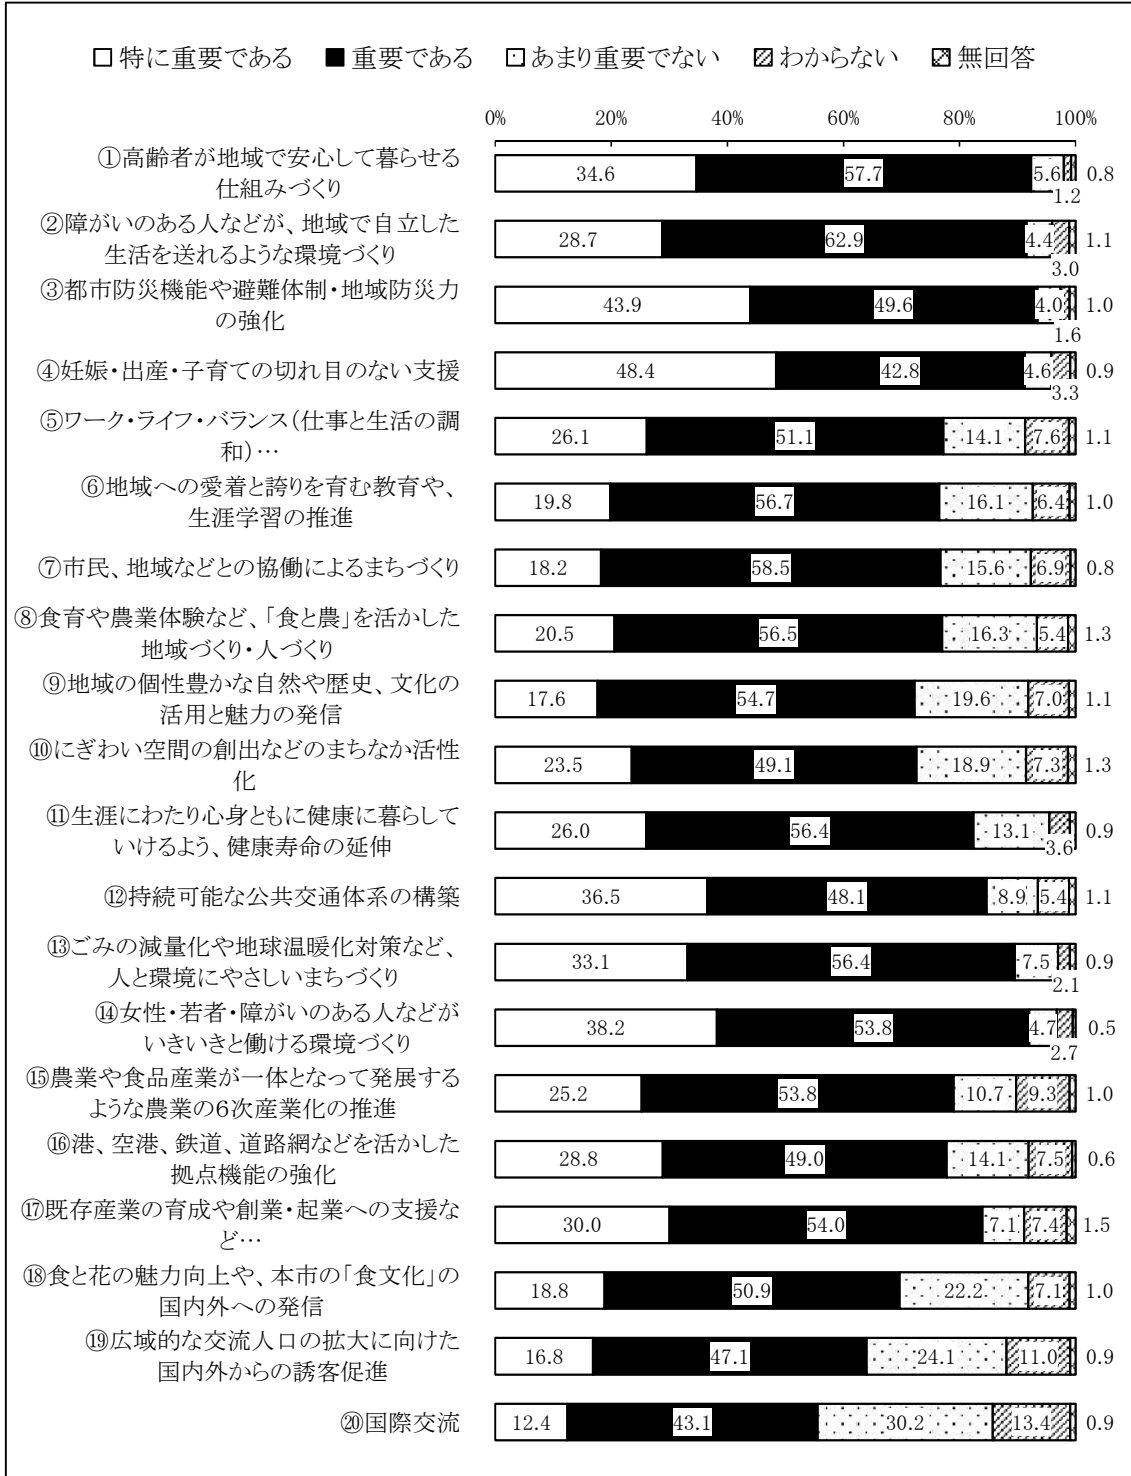 特に重要である 重要である あまり重要でない わからない 無回答
0% 20% 40% 60% 80% 100%
①高齢者が地域で安心して暮らせる
仕組みづくり
34.6 57.7 5.6 1.2 0.8
②障がいのある人などが、地域で自立した
生活を送れるような環境づくり
28.7 62.9 4.4 3.0 1.1
③都市防災機能や避難体制・地域防災力
の強化
43.9 49.6 4.0 1.6 1.0
④妊娠・出産・子育ての切れ目のない支援
48.4 42.8 4.6 3.3 0.9
⑤ワーク・ライフ・バランス(仕事と生活の調
和)…
26.1 51.1 14.1 7.6 1.1
⑥地域への愛着と誇りを育む教育や、
生涯学習の推進
19.8 56.7 16.1 6.4 1.0
⑦市民、地域などとの協働によるまちづくり
18.2 58.5 15.6 6.9 0.8
⑧食育や農業体験など、「食と農」を活かした
地域づくり・人づくり
20.5 56.5 16.3 5.4 1.3
⑨地域の個性豊かな自然や歴史、文化の
活用と魅力の発信
17.6 54.7 19.6 7.0 1.1
⑩にぎわい空間の創出などのまちなか活性
化
23.5 49.1 18.9 7.3 1.3
⑪生涯にわたり心身ともに健康に暮らして
いけるよう、健康寿命の延伸
26.0 56.4 13.1 3.6 0.9
⑫持続可能な公共交通体系の構築
36.5 48.1 8.9 5.4 1.1
⑬ごみの減量化や地球温暖化対策など、
人と環境にやさしいまちづくり
33.1 56.4 7.5 2.1 0.9
⑭女性・若者・障がいのある人などが
いきいきと働ける環境づくり
38.2 53.8 4.7 2.7 0.5
⑮農業や食品産業が一体となって発展する
ような農業の6次産業化の推進
25.2 53.8 10.7 9.3 1.0
⑯港、空港、鉄道、道路網などを活かした
拠点機能の強化
28.8 49.0 14.1 7.5 0.6
⑰既存産業の育成や創業・起業への支援な
ど…
30.0 54.0 7.1 7.4 1.5
⑱食と花の魅力向上や、本市の「食文化」の
国内外への発信
18.8 50.9 22.2 7.1 1.0
⑲広域的な交流人口の拡大に向けた
国内外からの誘客促進
16.8 47.1 24.1 11.0 0.9
⑳国際交流
12.4 43.1 30.2 13.4 0.9